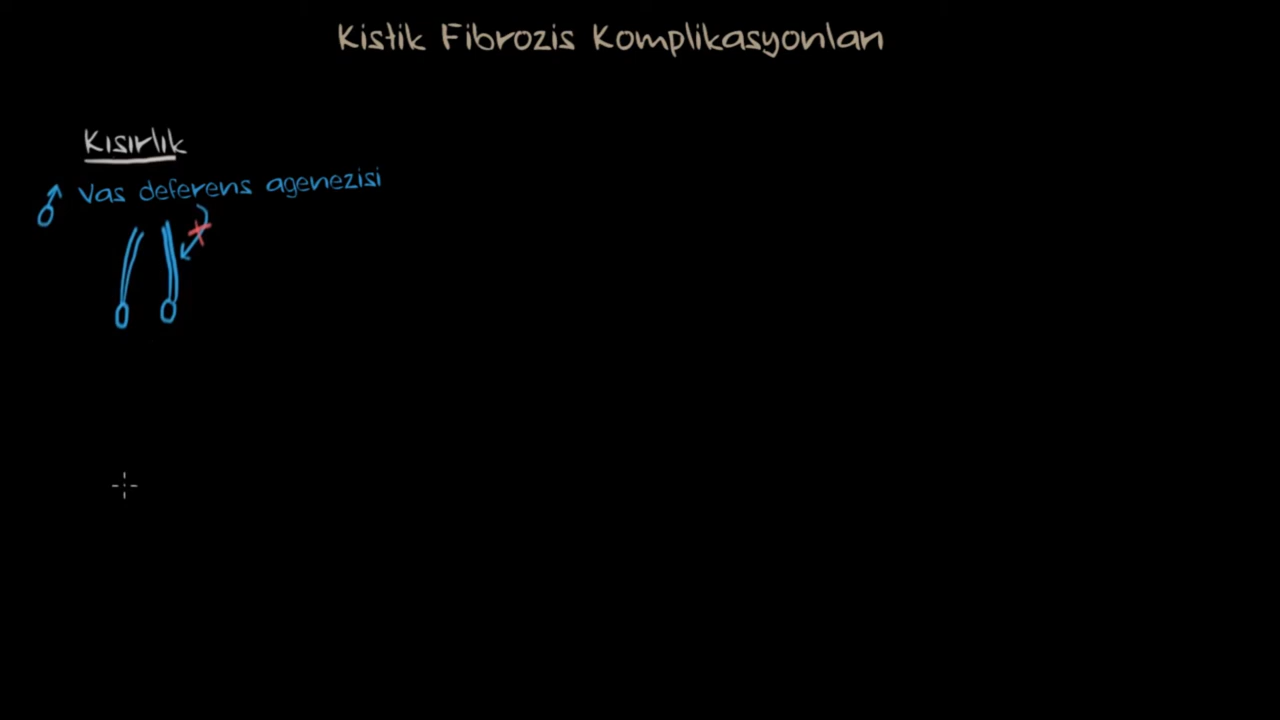 Kistik Fibrozis Komplikasyonları
Kısırlık
Vas deferens agenezisi